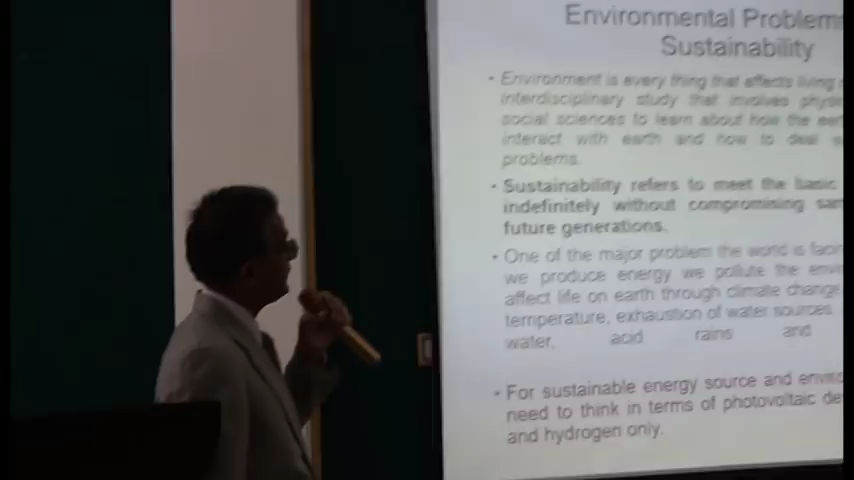 Environmental Problem
Sustainability
• Environment is every thing that effects living
interdisciplinary study that involves
social sciences to learn about how the
interact with earth and how to deal
problems.
• Sustainability refers to meet the basic
indefinitely without compromising
future generations.
• One of the major problem the world is
we produce energy we pollute the
affect life on earth through climate change
temperature, exhaustion of water sources
water, acid rains and
• For sustainable energy source and
need to think in terms of photovoltaic
and hydrogen only.